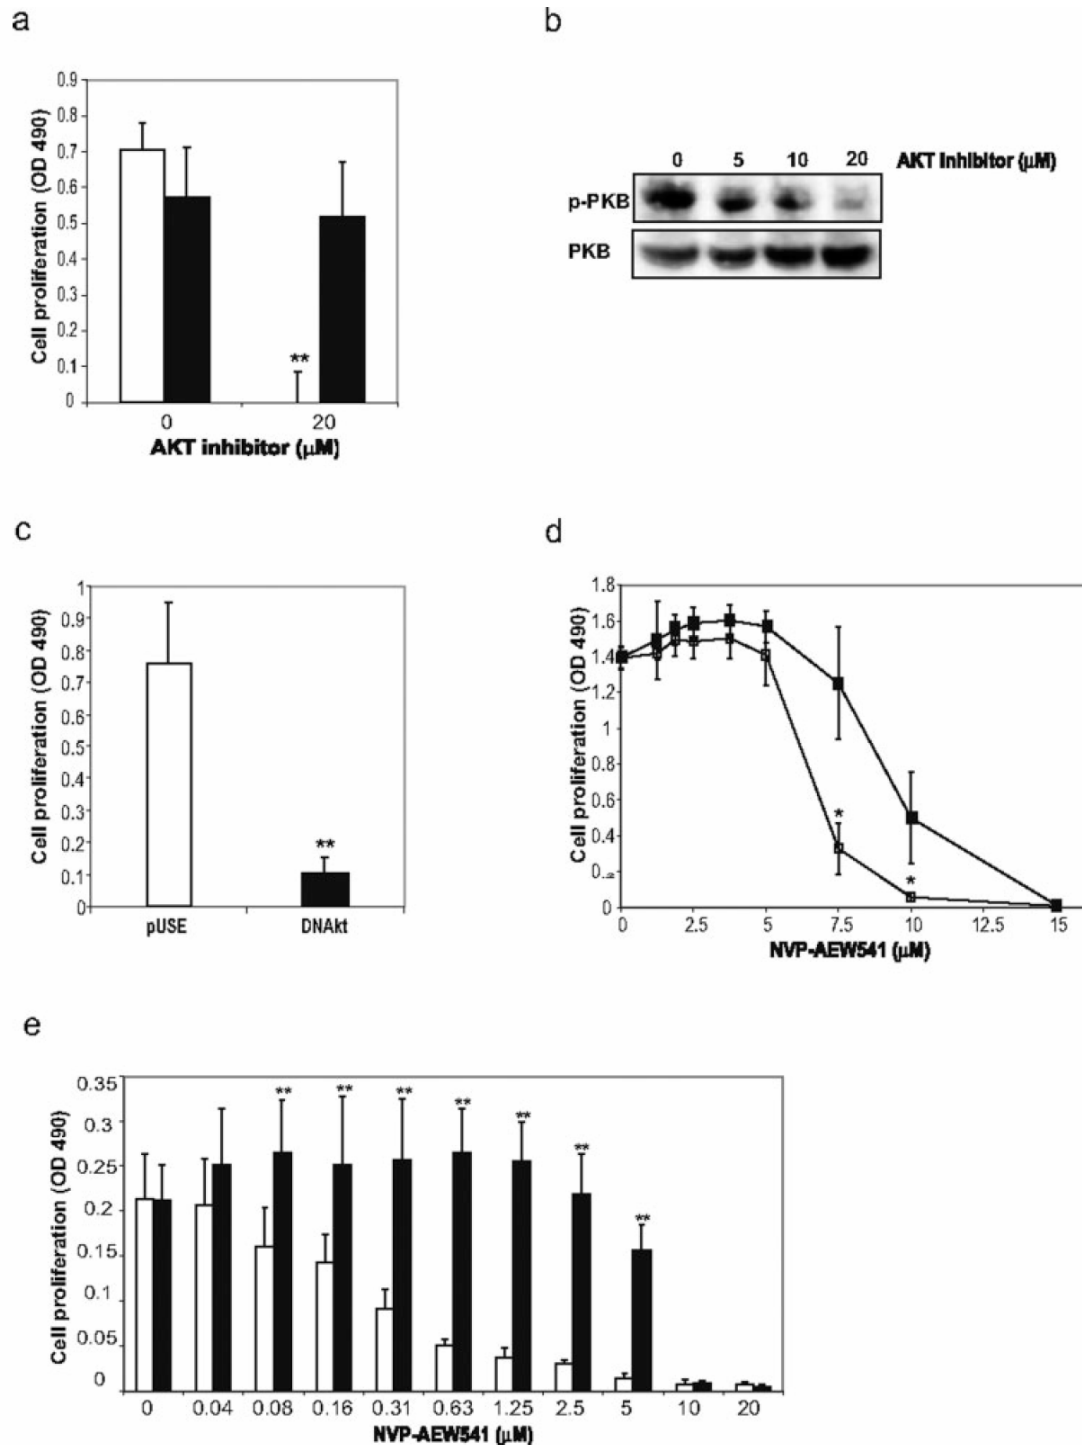 a
0.9
0.8
0.7
0.6
0.5
0.4
0.3
0.2
0.1
0
Cell proliferation (OD 490)
**
0 20
AKT inhibitor (µM)
b
0 5 10 20 AKT Inhibitor (µM)
p-PKB
PKB
c
1
0.9
0.8
0.7
0.6
0.5
0.4
0.3
0.2
0.1
0
Cell proliferation (OD 490)
**
pUSE DNAkt
d
1.8
1.6
1.4
1.2
1
0.8
0.6
0.4
0
Cell proliferation (OD 490)
*
*
0 2.5 5 7.5 10 12.5 15
NVP-AEW541 (µM)
e
0.35
0.3
0.25
0.2
0.15
0.1
0.05
0
Cell proliferation (OD 490)
** ** ** ** ** ** **
0 0.04 0.08 0.16 0.31 0.63 1.25 2.5 5 10 20
NVP-AEW541 (µM)